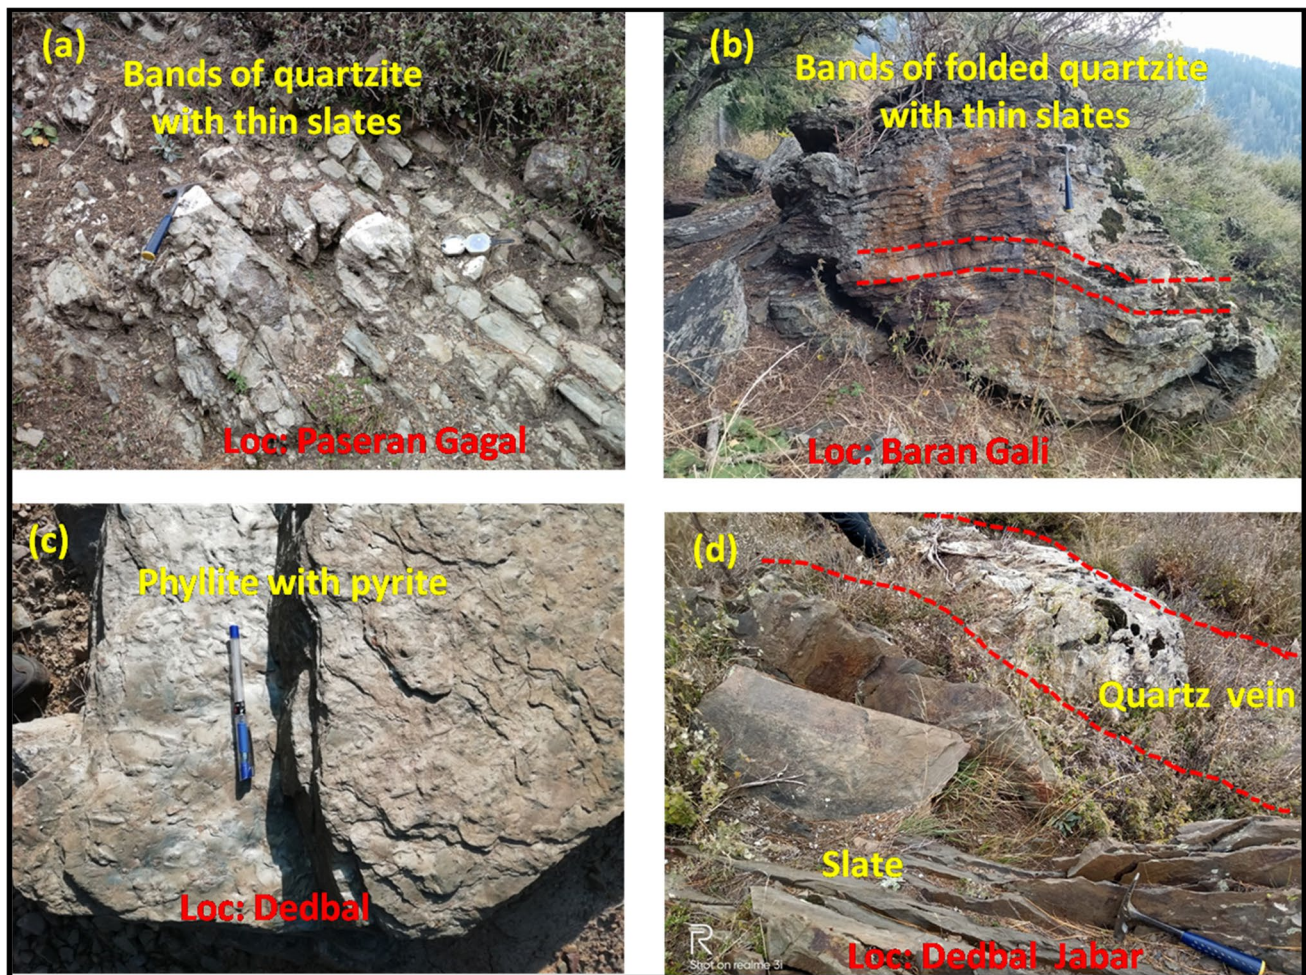 (a)
Bands of quartzite
with thin slates
Loc: Paseran Gagal
(b)
Bands of folded quartzite
with thin slates
Loc: Baran Gali
(c)
Phyllite with pyrite
Loc: Dedbal
(d)
Quartz vein
Slate
R
Shot on realme 3i
Loc: Dedbal Jabar